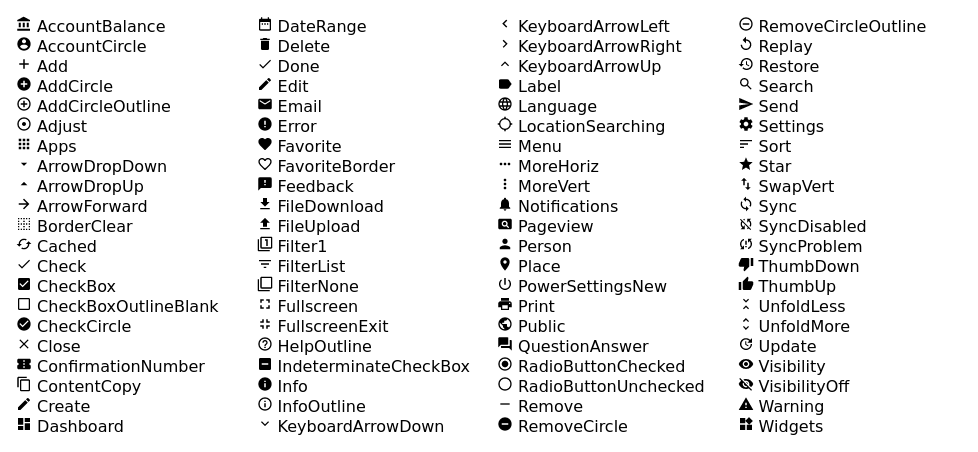 AccountBalance
AccountCircle
Add
AddCircle
AddCircleOutline
Adjust
Apps
ArrowDropDown
ArrowDropUp
ArrowForward
BorderClear
Cached
Check
CheckBox
CheckBoxOutlineBlank
CheckCircle
Close
ConfirmationNumber
ContentCopy
Create
Dashboard
DateRange
Delete
Done
Edit
Email
Error
Favorite
FavoriteBorder
Feedback
FileDownload
FileUpload
Filter1
FilterList
FilterNone
Fullscreen
FullscreenExit
HelpOutline
IndeterminateCheckBox
Info
InfoOutline
KeyboardArrowDown
KeyboardArrowLeft
KeyboardArrowRight
KeyboardArrowUp
Label
Language
LocationSearching
Menu
MoreHoriz
MoreVert
Notifications
Pageview
Person
Place
PowerSettingsNew
Print
Public
QuestionAnswer
RadioButtonChecked
RadioButtonUnchecked
Remove
RemoveCircle
RemoveCircleOutline
Replay
Restore
Search
Send
Settings
Sort
Star
SwapVert
Sync
SyncDisabled
SyncProblem
ThumbDown
ThumbUp
UnfoldLess
UnfoldMore
Update
Visibility
VisibilityOff
Warning
Widgets